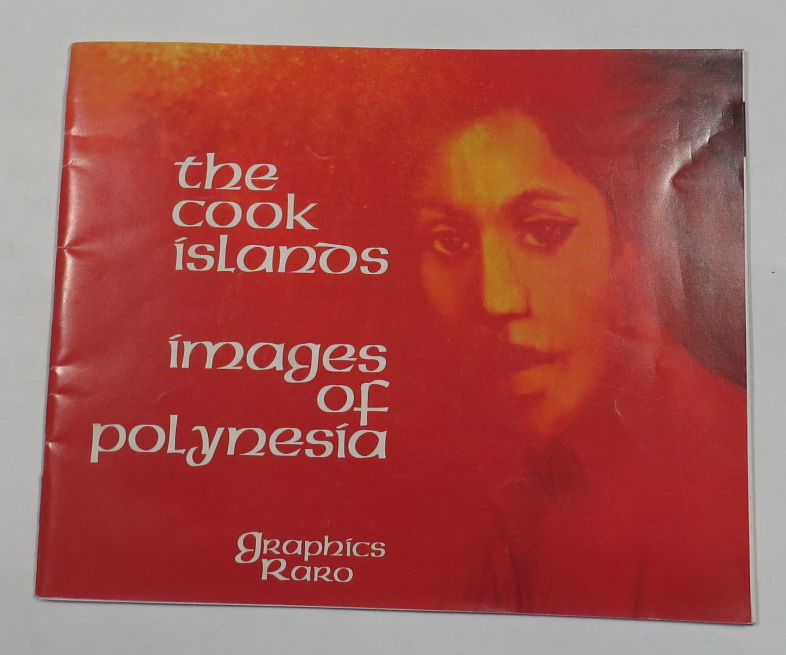 the
cook
islands
images
of
polynesia
graphics
Raro